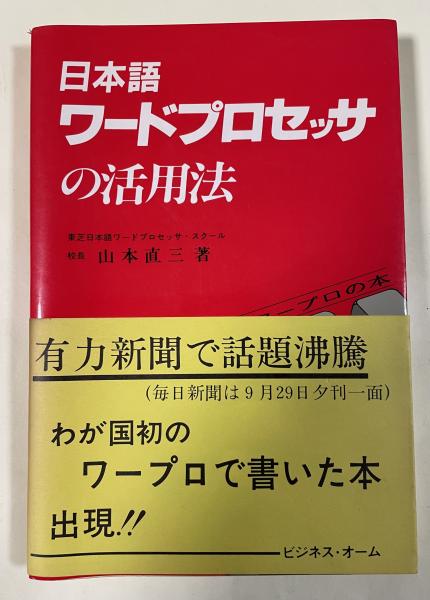 日本語
ワードプロセッサ
の活用法
東芝日本語ワードプロセッサ・スクール
校長 山本直三著
ワープロの本
有力新聞で話題沸騰
(毎日新聞は9月29日夕刊一面)
わが国初の
ワープロで書いた本
出現!!
ビジネス・オーム